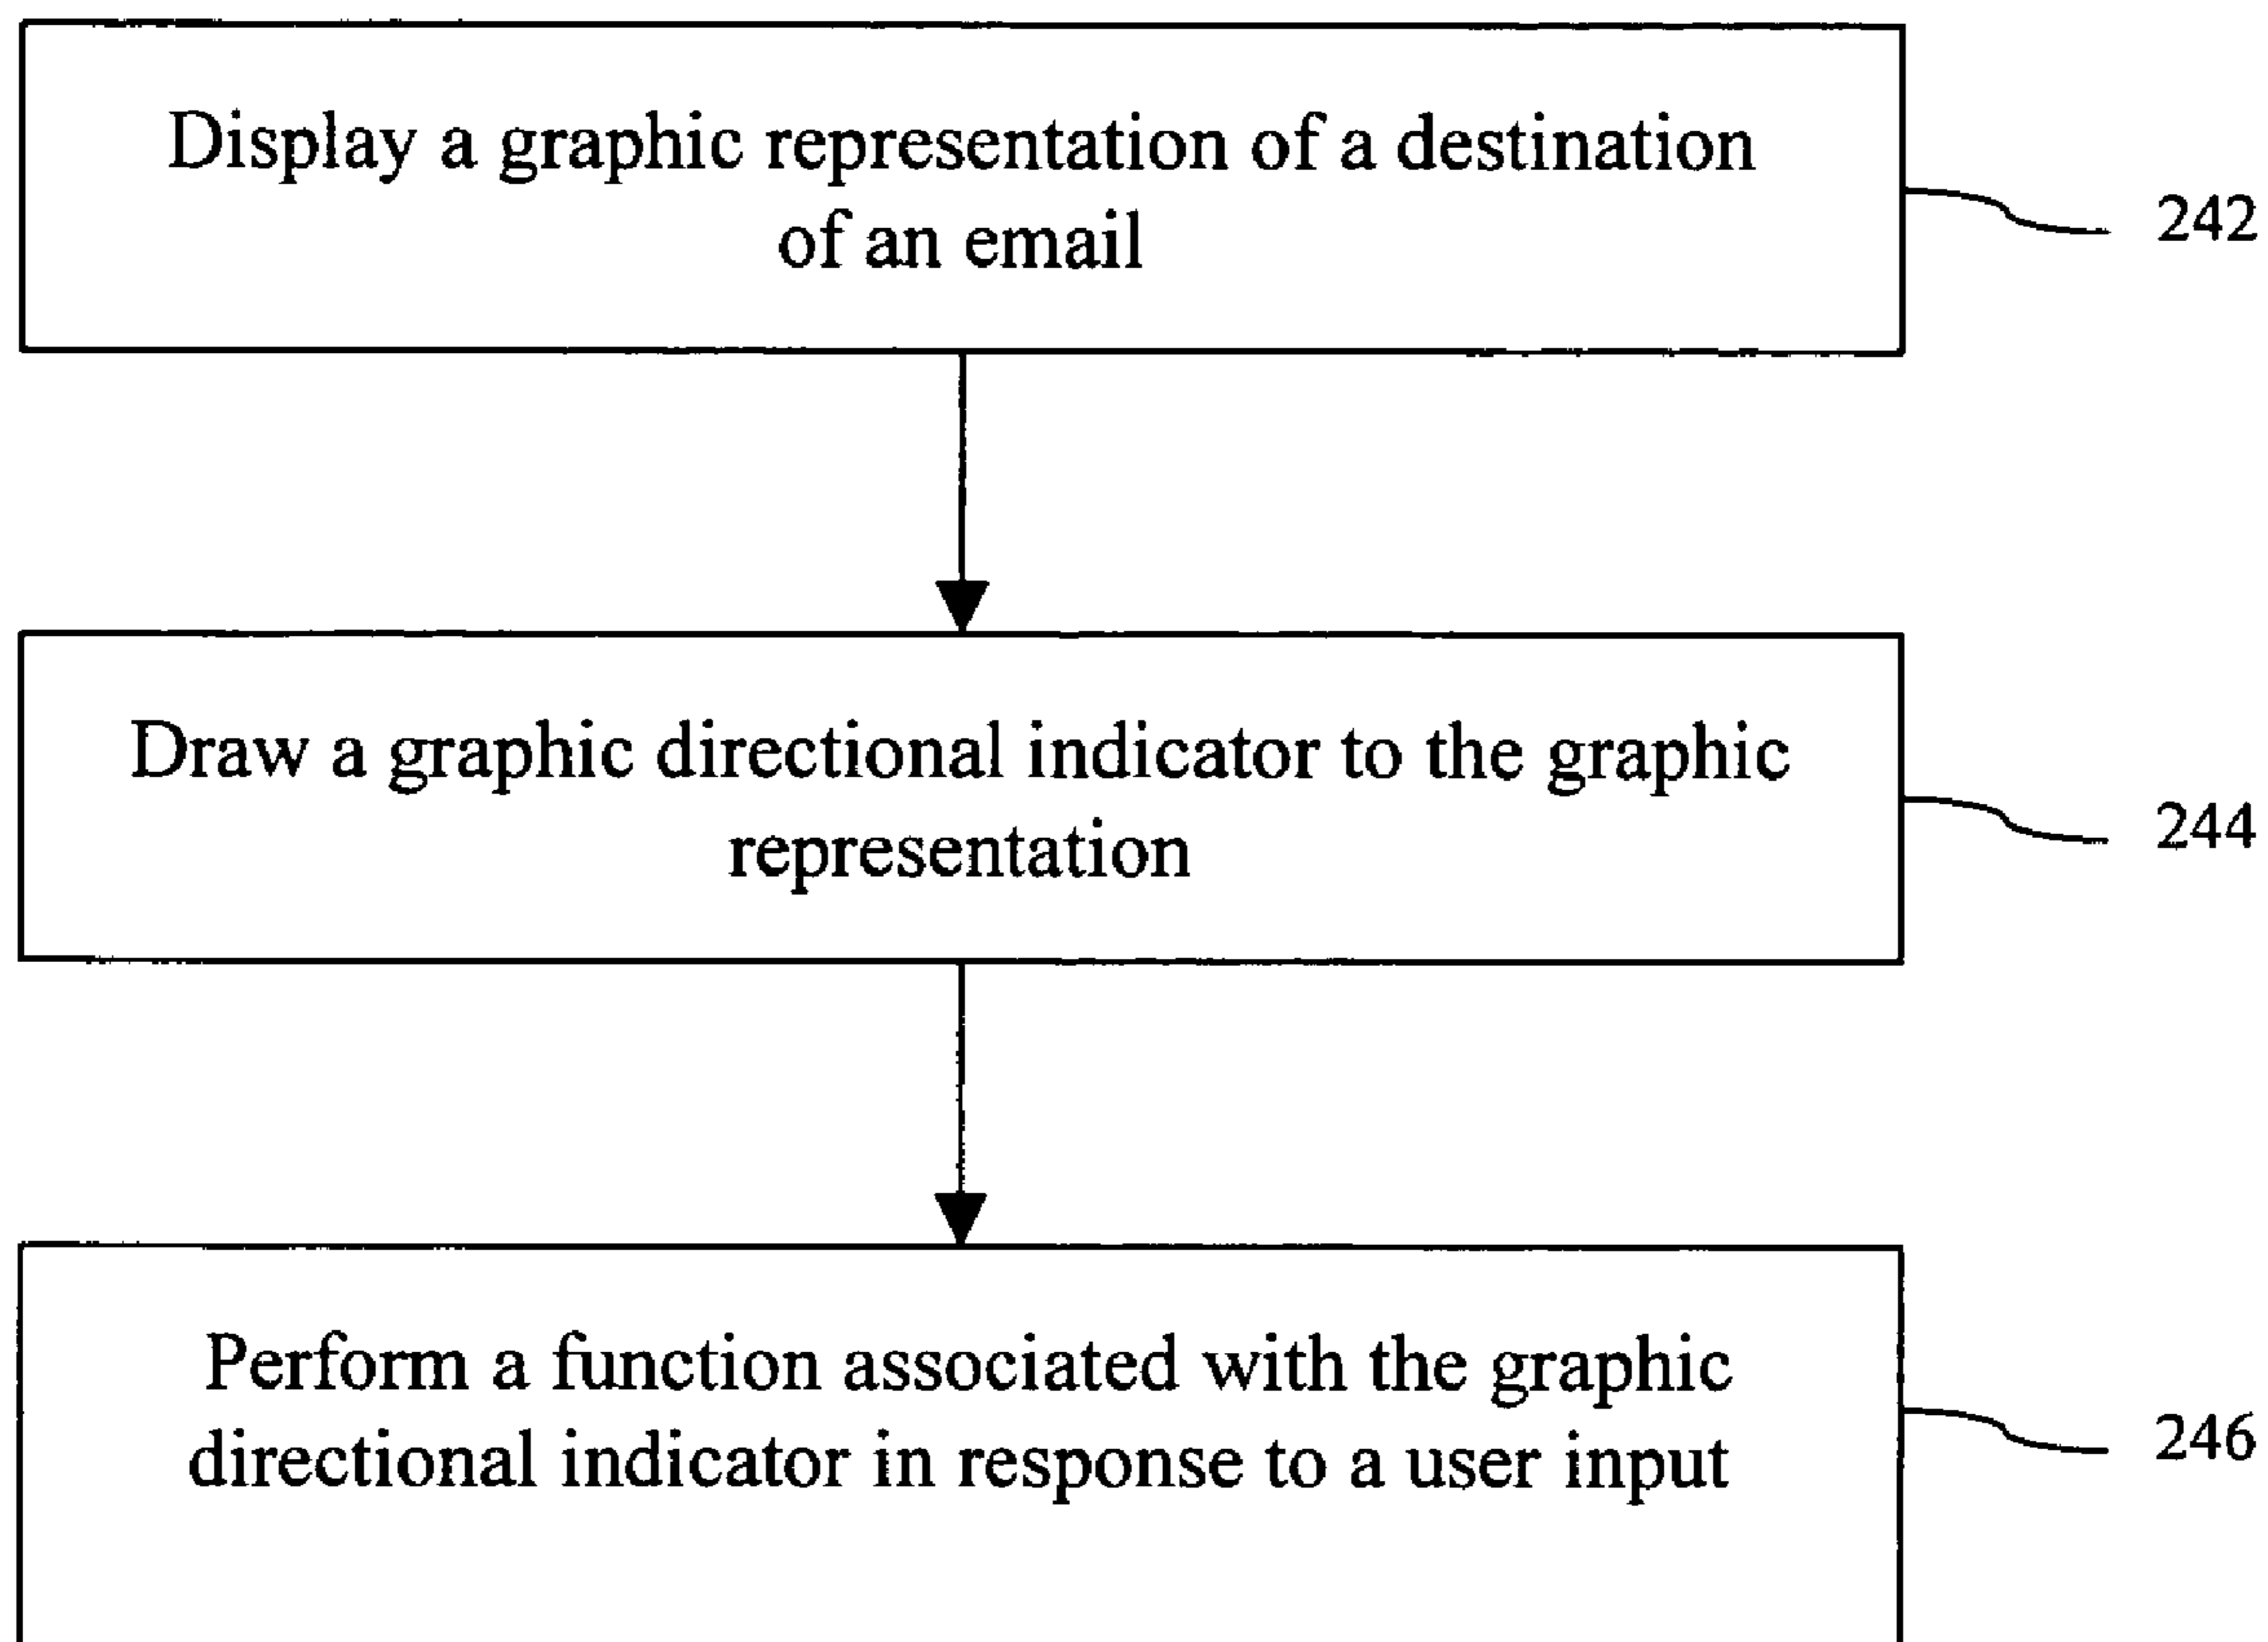 Display a graphic representation of a destination
of an email
242
Draw a graphic directional indicator to the graphic
representation
244
Perform a function associated with the graphic
directional indicator in response to a user input
246